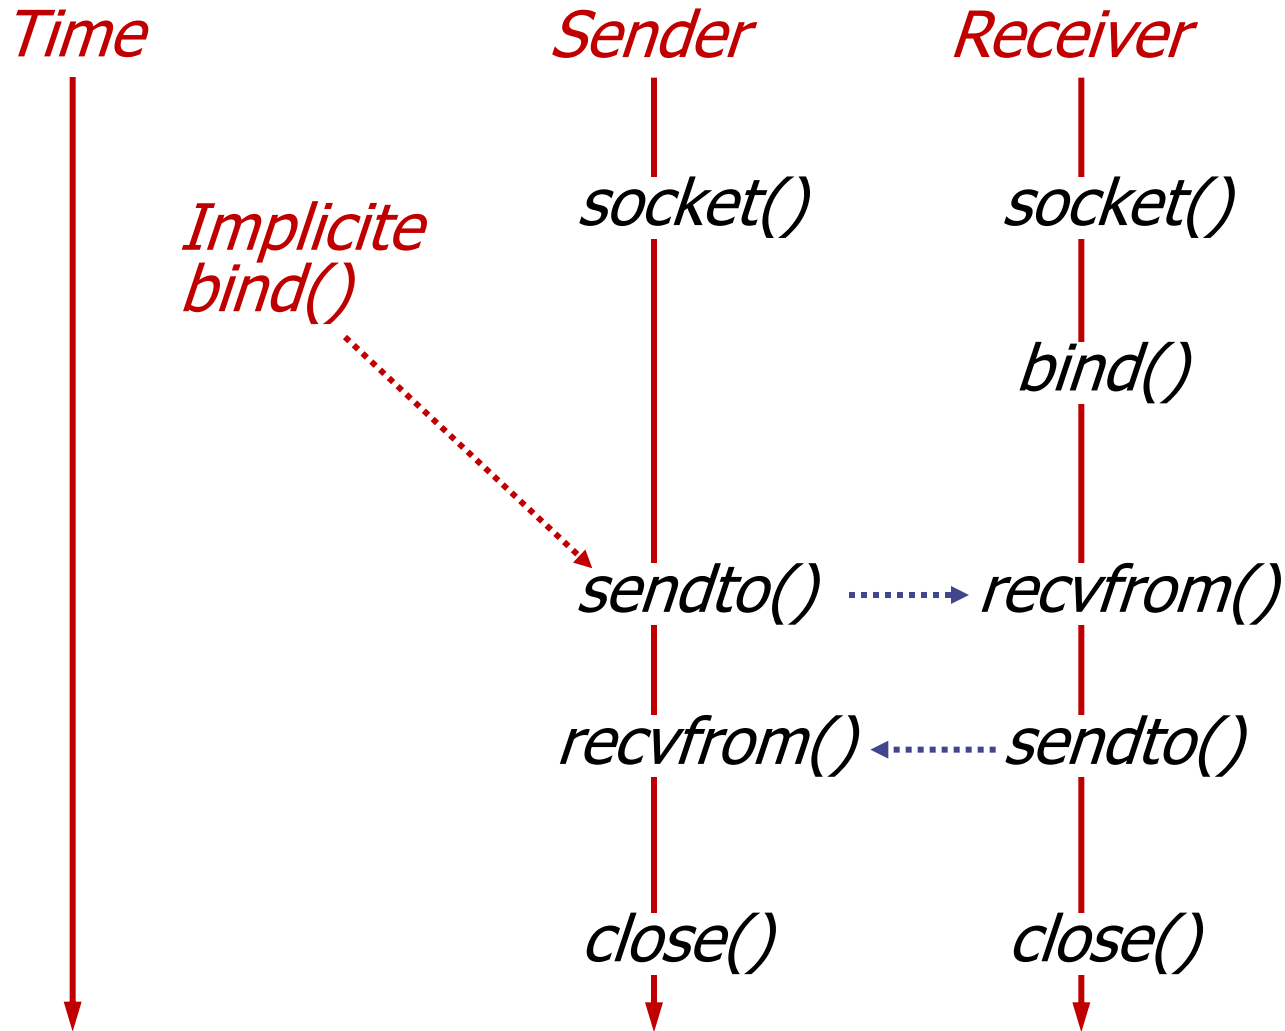 Time Sender Receiver
socket() socket()
Implicite
bind()
bind()
sendto() recvfrom()
recvfrom() sendto()
close() close()